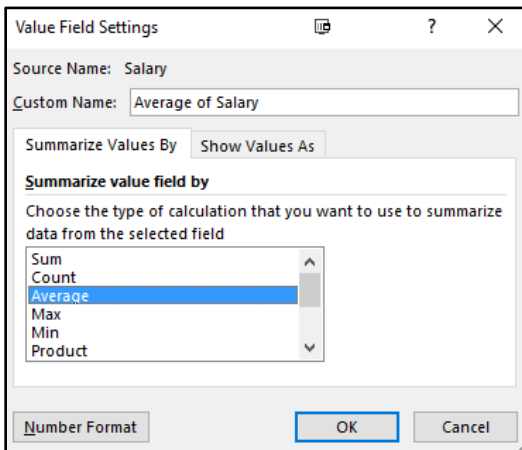 Value Field Settings ?
Source Name: Salary
Custom Name: Average of Salary
Summarize Values By Show Values As
Summarize value field by
Choose the type of calculation that you want to use to summarize
data from the selected field
Sum
Count
Average
Max
Min
Product
Number Format OK Cancel